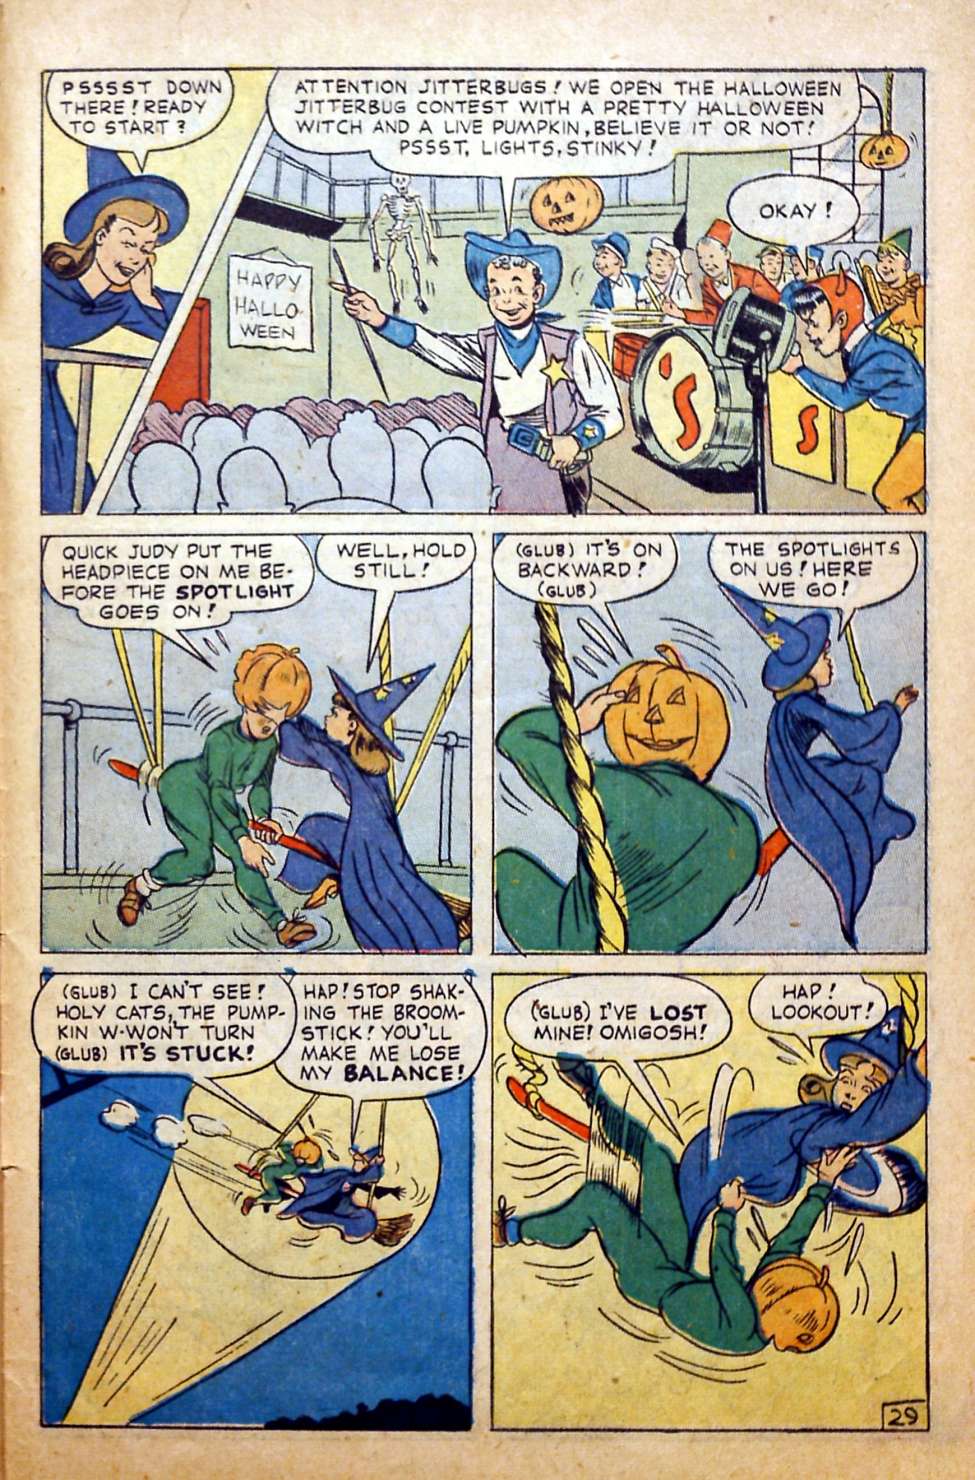 PSSSST DOWN
THERE! READY
TO START?
ATTENTION JITTERBUGS! WE OPEN THE HALLOWEEN
JITTERBUG CONTEST WITH A PRETTY HALLOWEEN
WITCH AND A LIVE PUMPKIN, BELIEVE IT OR NOT!
PSSST, LIGHTS, STINKY!
OKAY!
HAPPY
HALLO-
WEEN
'S
S
QUICK JUDY PUT THE
HEADPIECE ON ME BE-
FORE THE SPOTLIGHT
GOES ON!
WELL, HOLD
STILL!
(GLUB) IT'S ON
BACKWARD!
(GLUB)
THE SPOTLIGHTS
ON US! HERE
WE GO!
(GLUB) I CAN'T SEE!
HOLY CATS, THE PUMP-
KIN W-WON'T TURN
(GLUB) IT'S STUCK!
HAP! STOP SHAK-
ING THE BROOM-
STICK! YOU'LL
MAKE ME LOSE
MY BALANCE!
(GLUB) I'VE LOST
MINE! OMIGOSH!
HAP!
LOOKOUT!
29